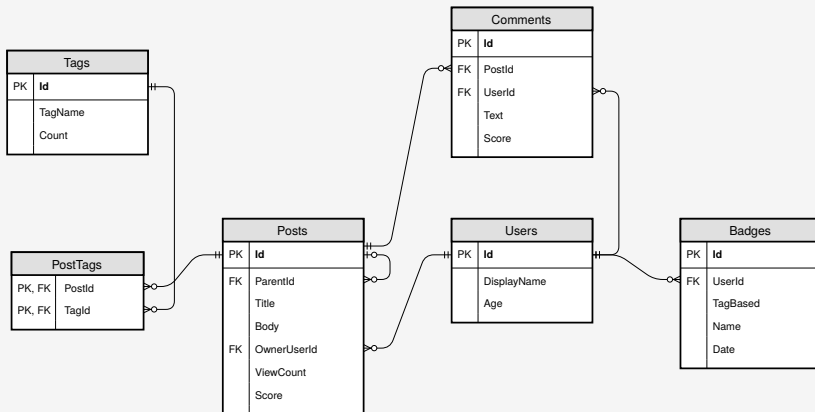 Comments
PK Id
FK PostId
FK UserId
Text
Score
Tags
PK Id
TagName
Count
Posts
PK Id
FK ParentId
Title
Body
FK OwnerUserId
ViewCount
Score
Users
PK Id
DisplayName
Age
Badges
PK Id
FK UserId
TagBased
Name
Date
PostTags
PK, FK PostId
PK, FK TagId